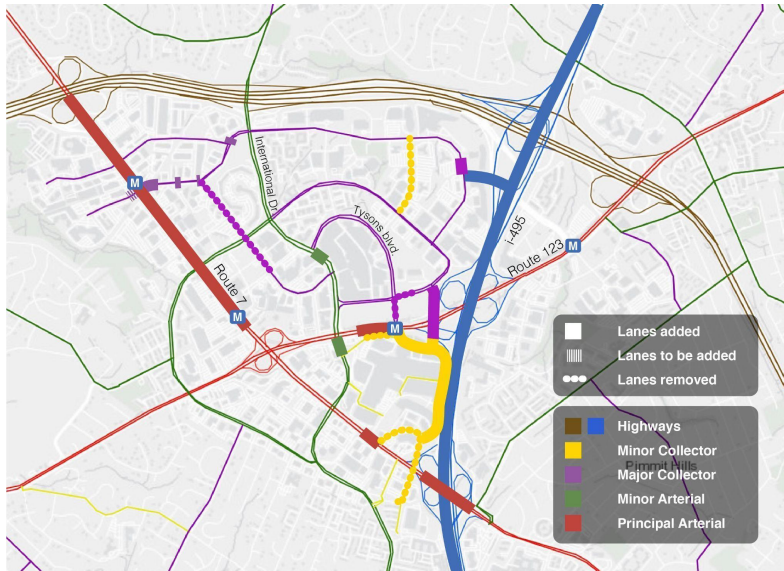 International Dr
Tysons blvd.
M
i-495
Route 123
M
Route 7
M
M
Lanes added
Lanes to be added
Lanes removed
Highways
Minor Collector
Pimmit Hills
Major Collector
Minor Arterial
Principal Arterial